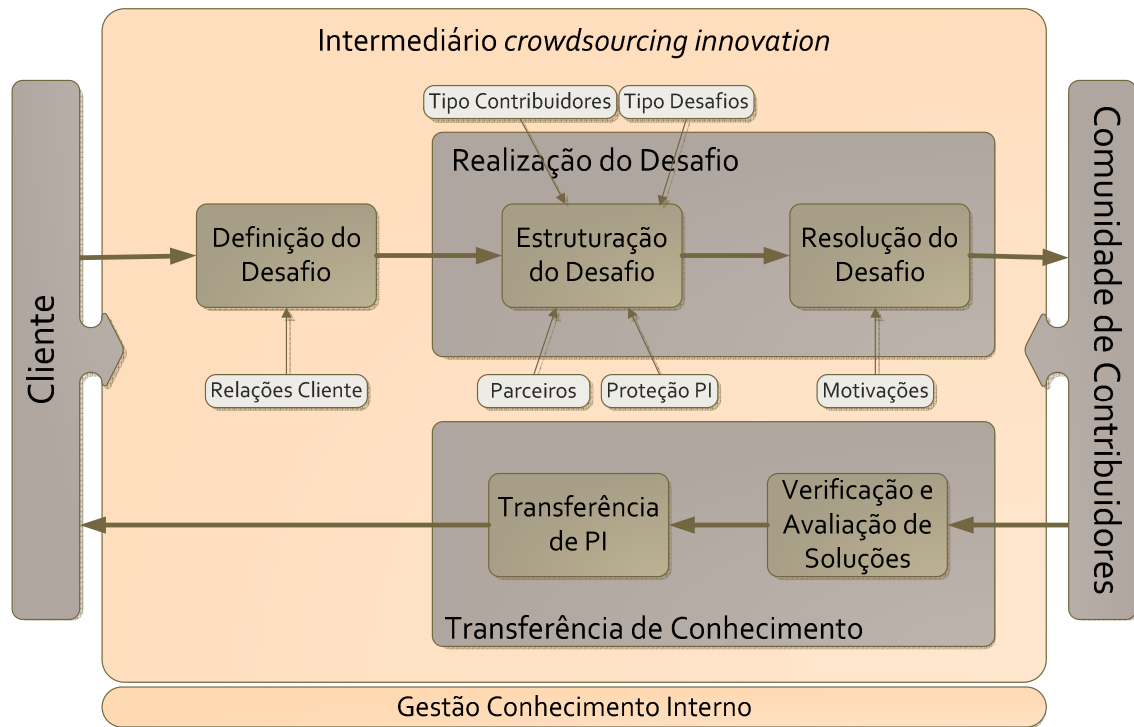 Intermediário crowdsourcing innovation
Tipo Contribuidores
Tipo Desafios
Realização do Desafio
Definição do
Desafio
Estruturação
do Desafio
Resolução do
Desafio
Relações Cliente
Parceiros
Proteção PI
Motivações
Cliente
Comunidade de Contribuidores
Transferência
de PI
Verificação e
Avaliação de
Soluções
Transferência de Conhecimento
Gestão Conhecimento Interno